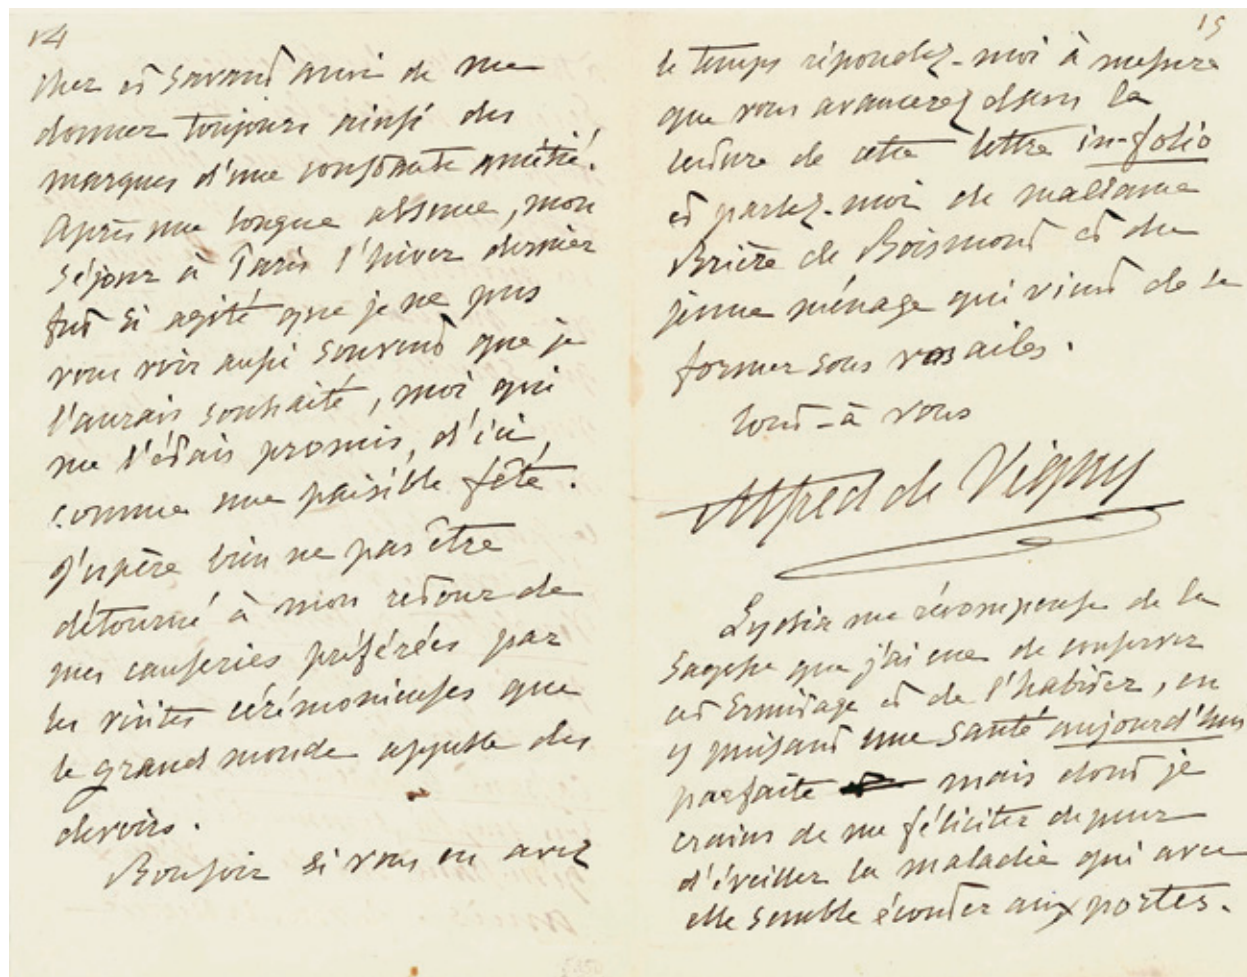 14
cher et savant ami de me
donner toujours ainsi des
marques d'une constante amitié.
Après une longue absence, mon
séjour à Paris l'hiver dernier
fut si agité que je ne pus
vous voir aussi souvent que je
l'aurais souhaité, moi qui
me l'étais promis, d'ici,
comme une paisible fête.
J'espère bien ne pas être
détourné à mon retour de
mes causeries préférées par
les visites cérémonieuses que
le grand monde appelle des
devoirs.
Bonsoir si vous en avez
15
le temps répondez-moi à mesure
que vous avancerez dans la
lecture de cette lettre in-folio
et parlez-moi de madame
Brière de Boismont et du
jeune ménage qui vient de se
former sous vos ailes.
tout-à vous
Alfred de Vigny
Lydia me récompense de la
sagesse que j'ai eue de conserver
cet Ermitage et de l'habiter, en
y puisant une santé aujourd'hui
parfaite mais dont je
crains de me féliciter de peur
d'éveiller la maladie qui avec
elle semble écouter aux portes.